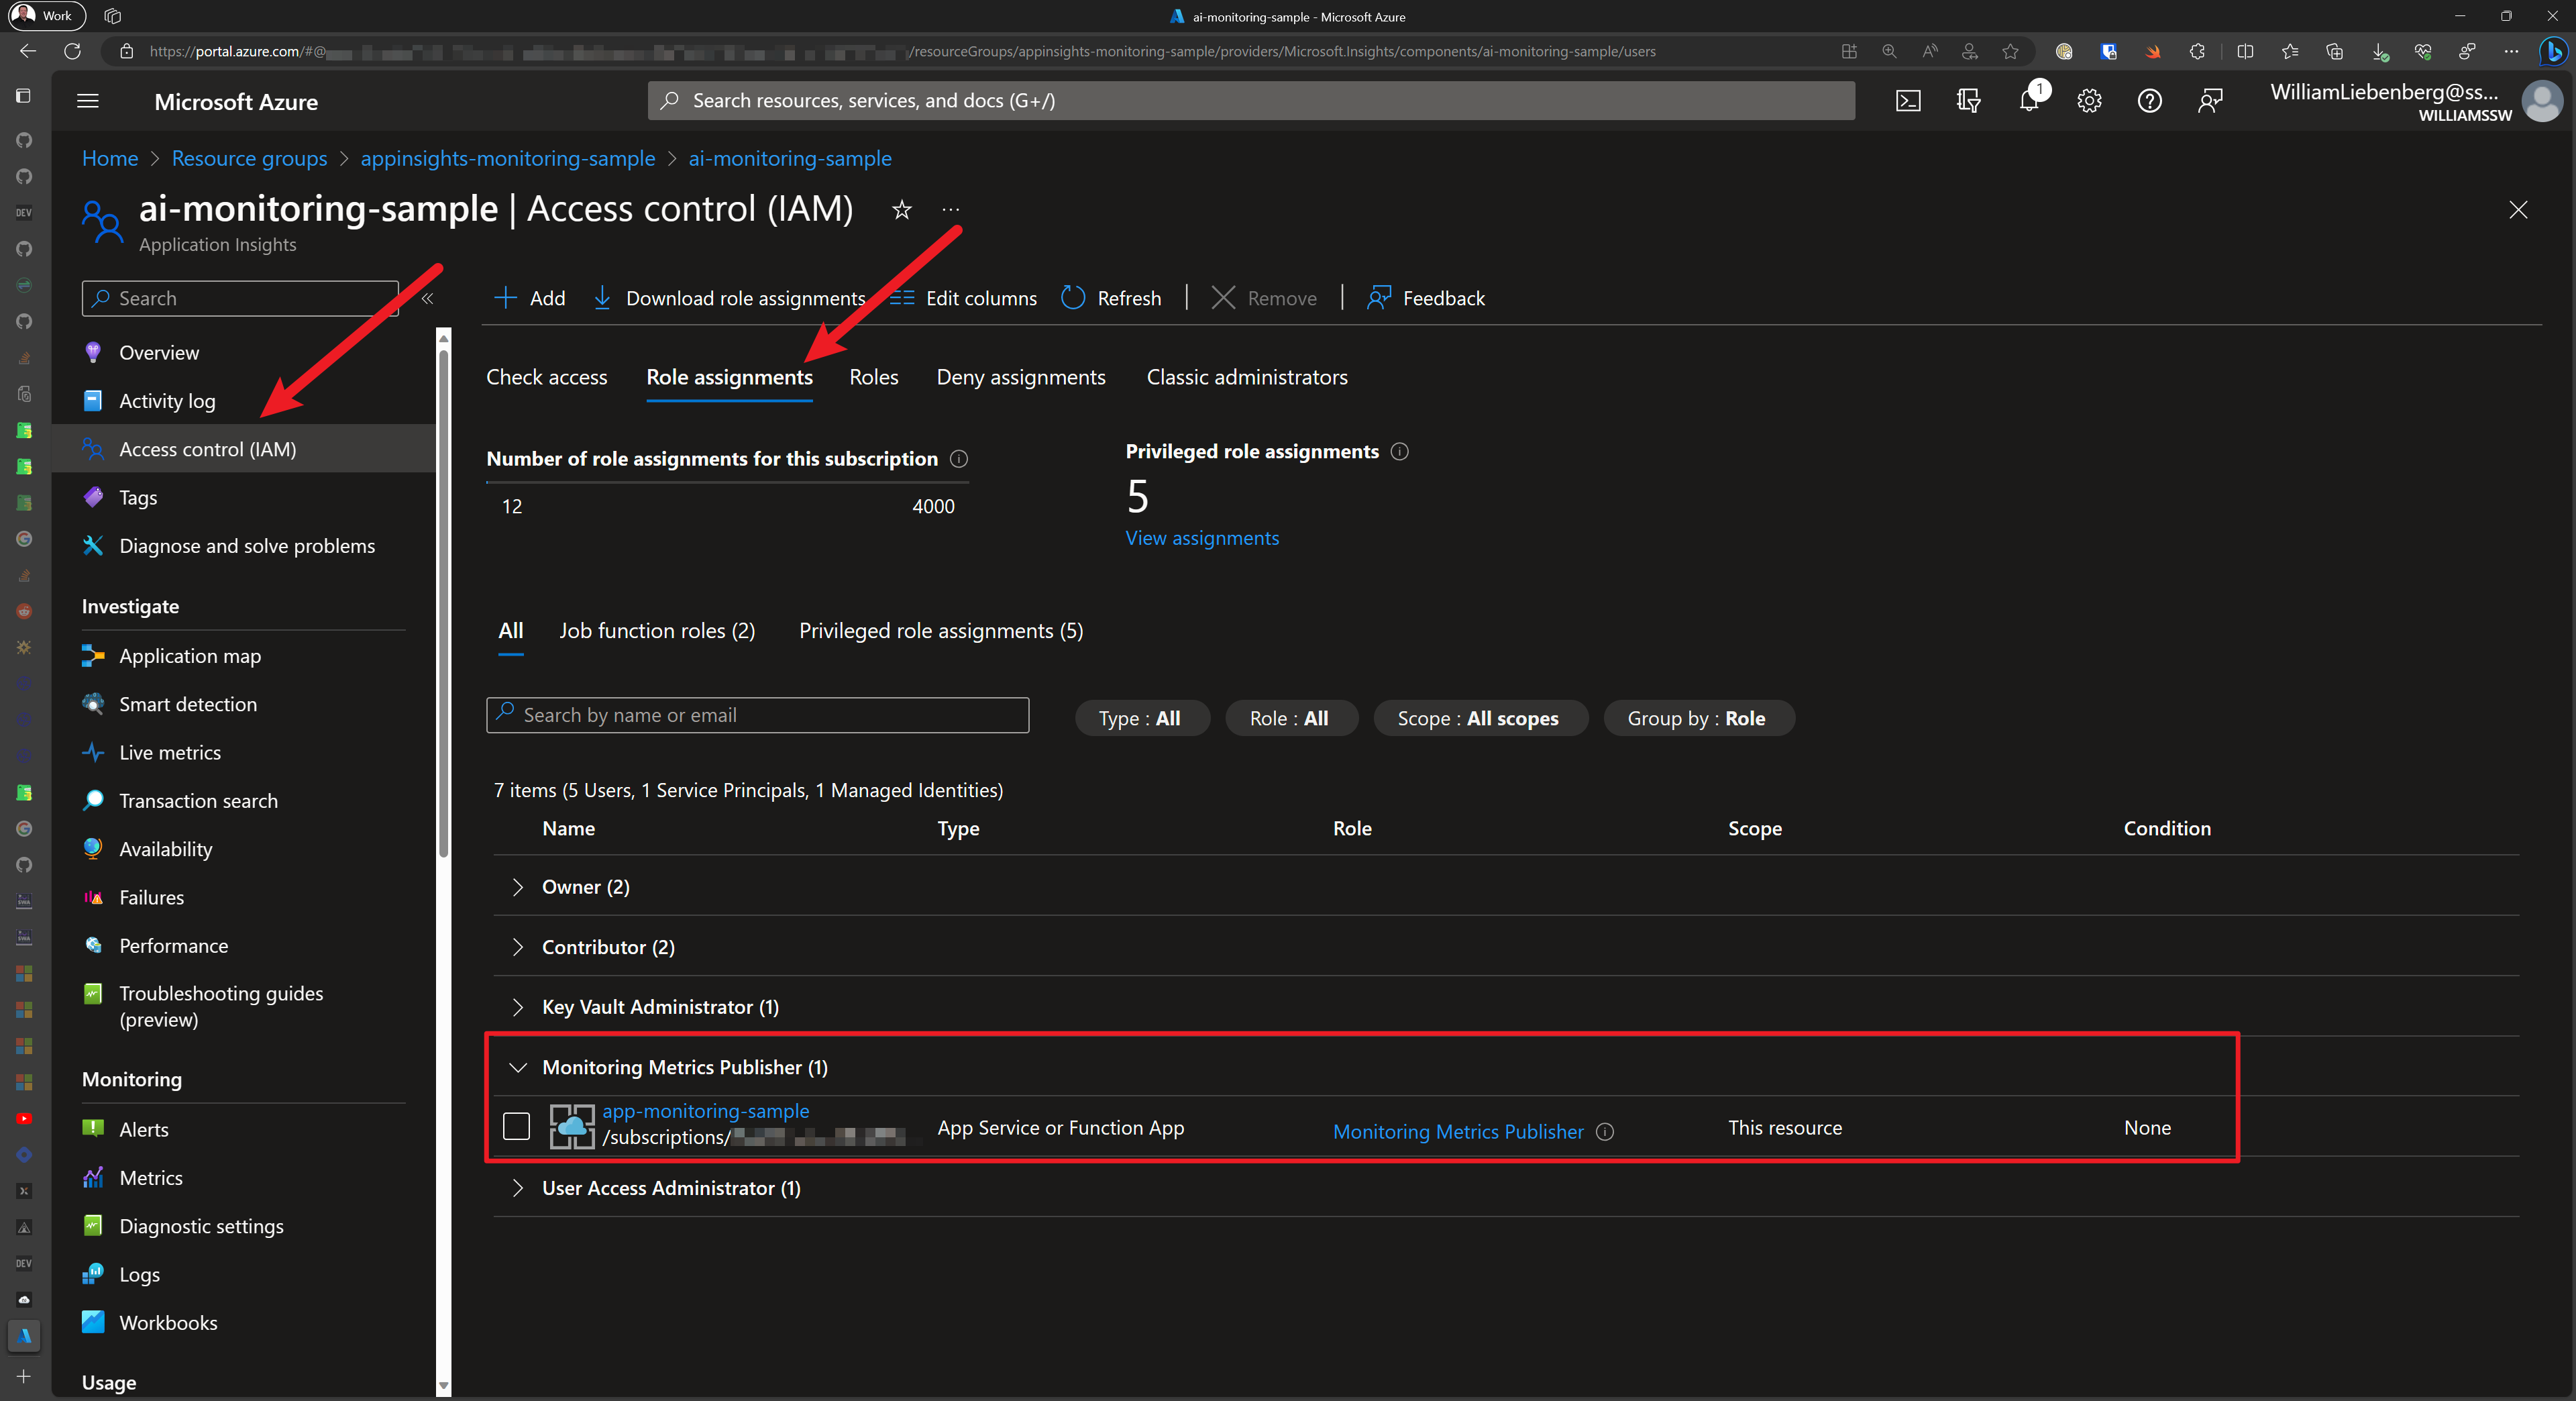 Work
ai-monitoring-sample - Microsoft Azure
https://portal.azure.com/#@
/resourceGroups/appinsights-monitoring-sample/providers/Microsoft.Insights/components/ai-monitoring-sample/users
Microsoft Azure
Search resources, services, and docs (G+/)
1
WilliamLiebenberg@ss...
WILLIAMSSW
Home > Resource groups > appinsights-monitoring-sample > ai-monitoring-sample
ai-monitoring-sample | Access control (IAM)
Application Insights
Search
Overview
Activity log
Access control (IAM)
Tags
Diagnose and solve problems
Investigate
Application map
Smart detection
Live metrics
Transaction search
Availability
Failures
Performance
Troubleshooting guides
(preview)
Monitoring
Alerts
Metrics
Diagnostic settings
Logs
Workbooks
Usage
Add
Download role assignments
Edit columns
Refresh
Remove
Feedback
Check access
Role assignments
Roles
Deny assignments
Classic administrators
Number of role assignments for this subscription
12
4000
Privileged role assignments
5
View assignments
All
Job function roles (2)
Privileged role assignments (5)
Search by name or email
Type : All
Role : All
Scope : All scopes
Group by : Role
7 items (5 Users, 1 Service Principals, 1 Managed Identities)
Name Type Role Scope Condition
Owner (2)
Contributor (2)
Key Vault Administrator (1)
Monitoring Metrics Publisher (1)
app-monitoring-sample
/subscriptions/
App Service or Function App
Monitoring Metrics Publisher
This resource
None
User Access Administrator (1)
DEV
SWA
SWA
DEV